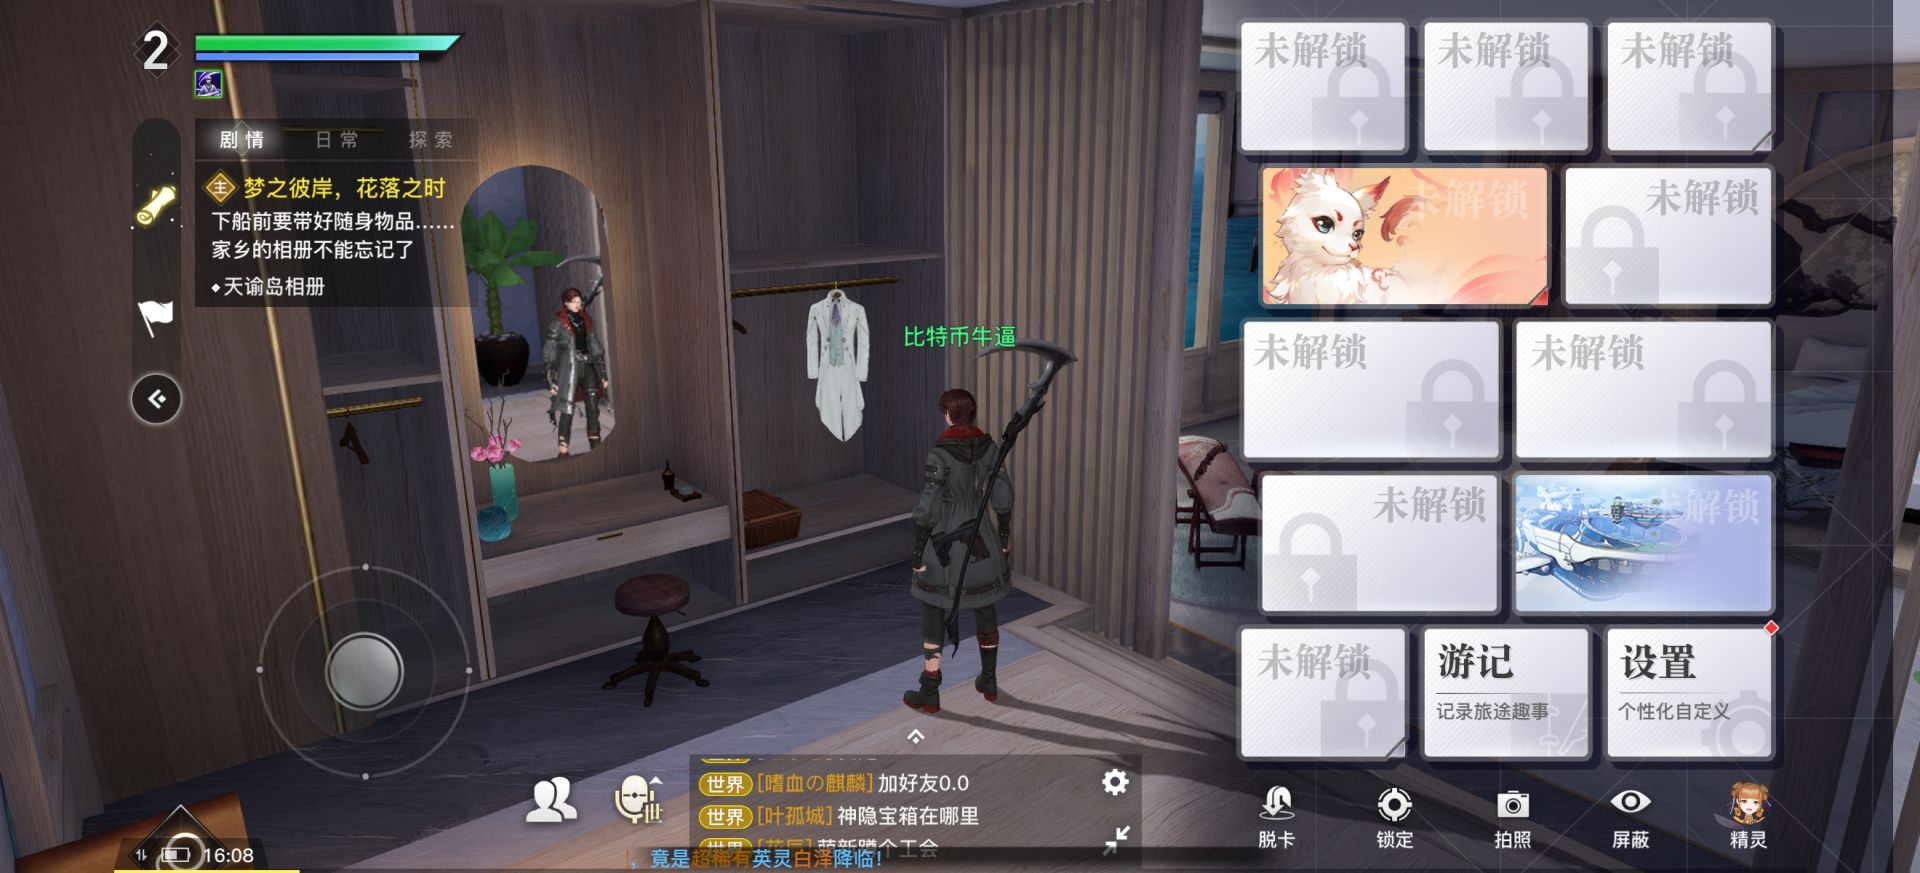 2
剧情 日常 探索
主 梦之彼岸，花落之时
下船前要带好随身物品……
家乡的相册不能忘记了
天谕岛相册
比特币牛逼
未解锁 未解锁 未解锁
未解锁 未解锁
未解锁 未解锁
未解锁 未解锁
未解锁 游记 设置
记录旅途趣事 个性化自定义
世
世界 [嗜血の麒麟] 加好友0.0
世界 [叶孤城] 神隐宝箱在哪里
萌新蹲个工会
，竟是超稀有英灵白泽降临！
脱卡 锁定 拍照 屏蔽 精灵
16:08